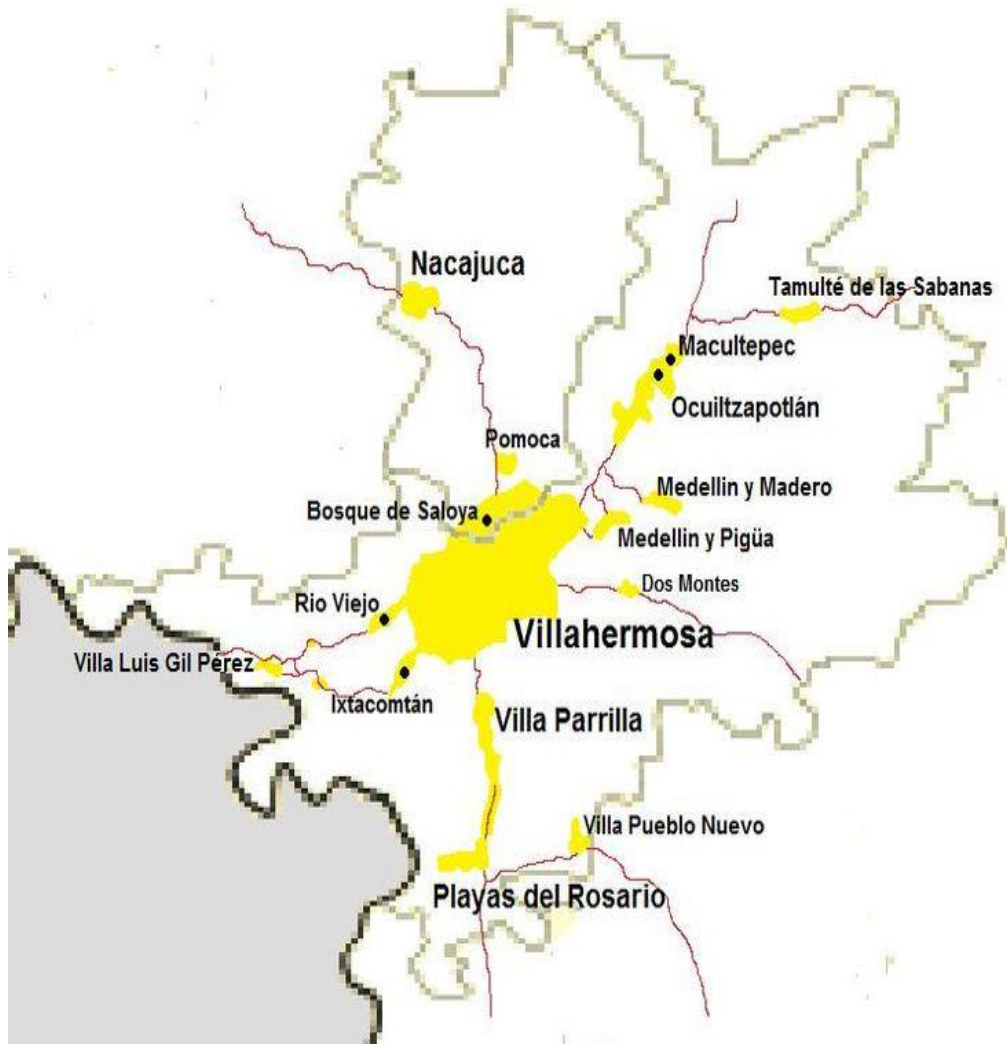 Nacajuca
Tamulté de las Sabanas
Macultepec
Ocuiltzapotlán
Pomoca
Medellin y Madero
Bosque de Saloya
Medellin y Pigüa
Dos Montes
Rio Viejo
Villahermosa
Villa Luis Gil Pérez
Ixtacomtán
Villa Parrilla
Villa Pueblo Nuevo
Playas del Rosario